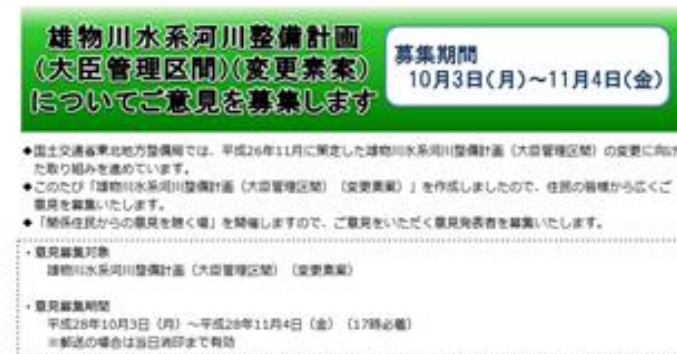 雄物川水系河川整備計画
(大臣管理区間)(変更素案)
についてご意見を募集します
募集期間
10月3日(月)～11月4日(金)
◆国土交通省東北地方整備局では、平成26年11月に策定した雄物川水系河川整備計画（大臣管理区間）の変更に向け
た取り組みを進めています。
◆このたび「雄物川水系河川整備計画（大臣管理区間）（変更素案）」を作成しましたので、住民の皆様から広くご
意見を募集いたします。
◆「関係住民からの意見を聴く場」を開催しますので、ご意見をいただく意見発表者を募集いたします。
・意見募集対象
雄物川水系河川整備計画（大臣管理区間）（変更素案）
・意見募集期間
平成28年10月3日（月）～平成28年11月4日（金）（17時必着）
※郵送の場合は当日消印まで有効